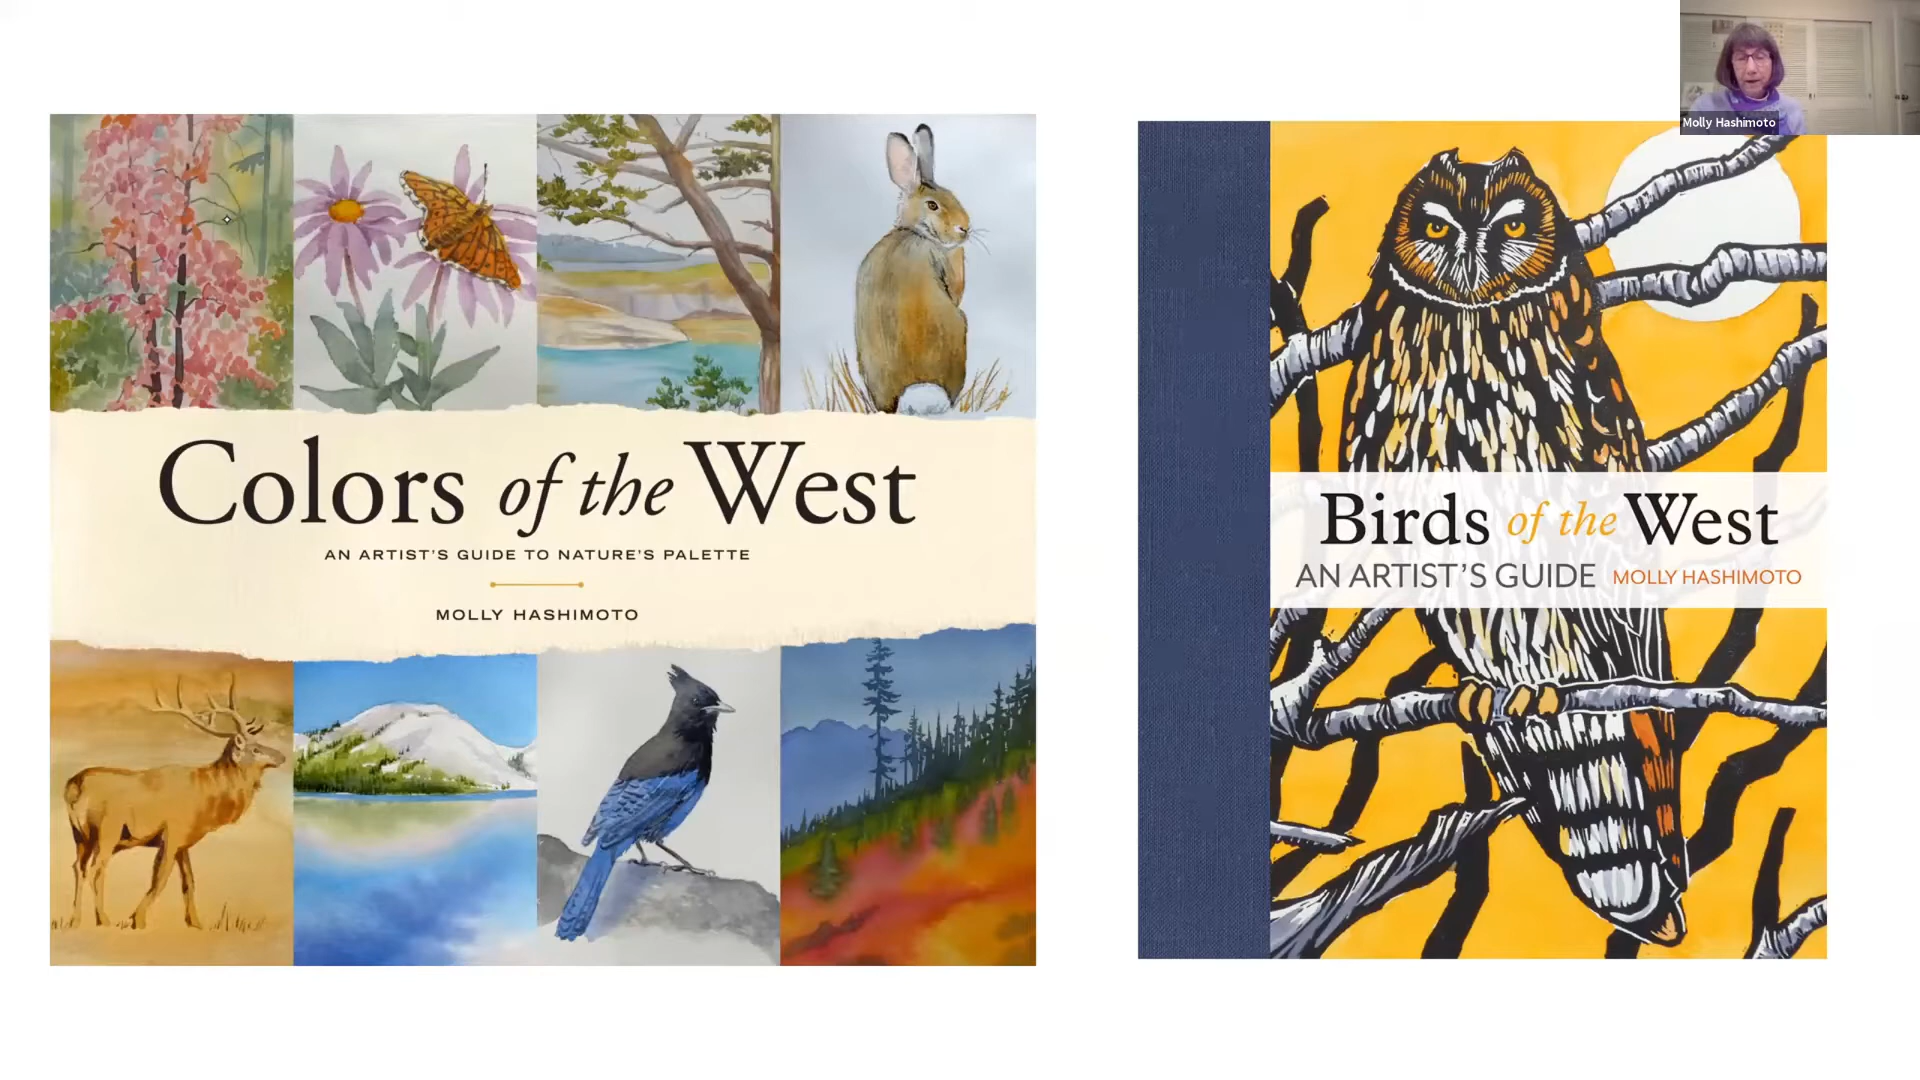 Molly Hashimoto
Colors of the West
AN ARTIST'S GUIDE TO NATURE'S PALETTE
MOLLY HASHIMOTO
Birds of the West
AN ARTIST'S GUIDE MOLLY HASHIMOTO